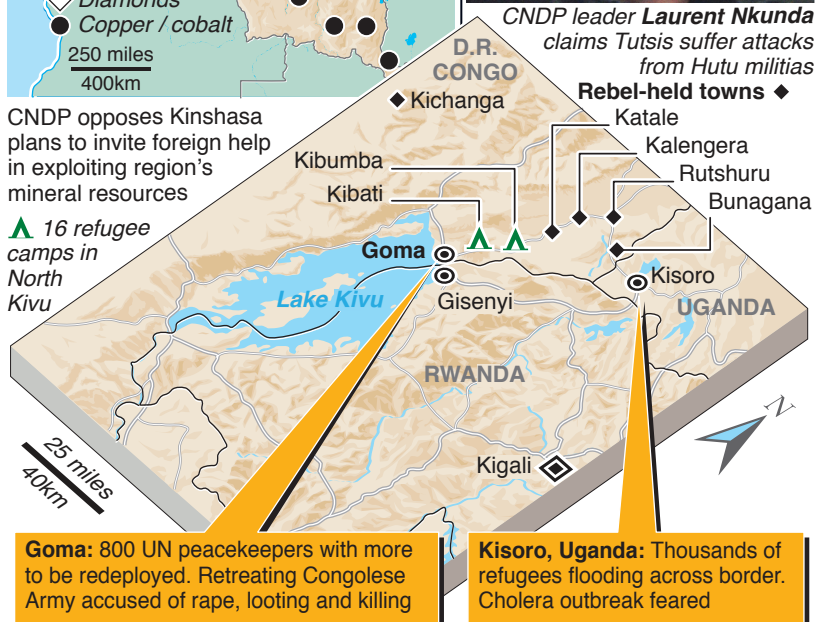 Diamonds
Copper / cobalt
250 miles
400km
CNDP leader Laurent Nkunda
claims Tutsis suffer attacks
from Hutu militias
Rebel-held towns
CNDP opposes Kinshasa
plans to invite foreign help
in exploiting region's
mineral resources
16 refugee
camps in
North
Kivu
D.R.
CONGO
Kichanga
Katale
Kalengera
Rutshuru
Bunagana
Kibumba
Kibati
Goma
Gisenyi
Lake Kivu
Kisoro
UGANDA
RWANDA
Kigali
N
25 miles
40km
Goma: 800 UN peacekeepers with more
to be redeployed. Retreating Congolese
Army accused of rape, looting and killing
Kisoro, Uganda: Thousands of
refugees flooding across border.
Cholera outbreak feared